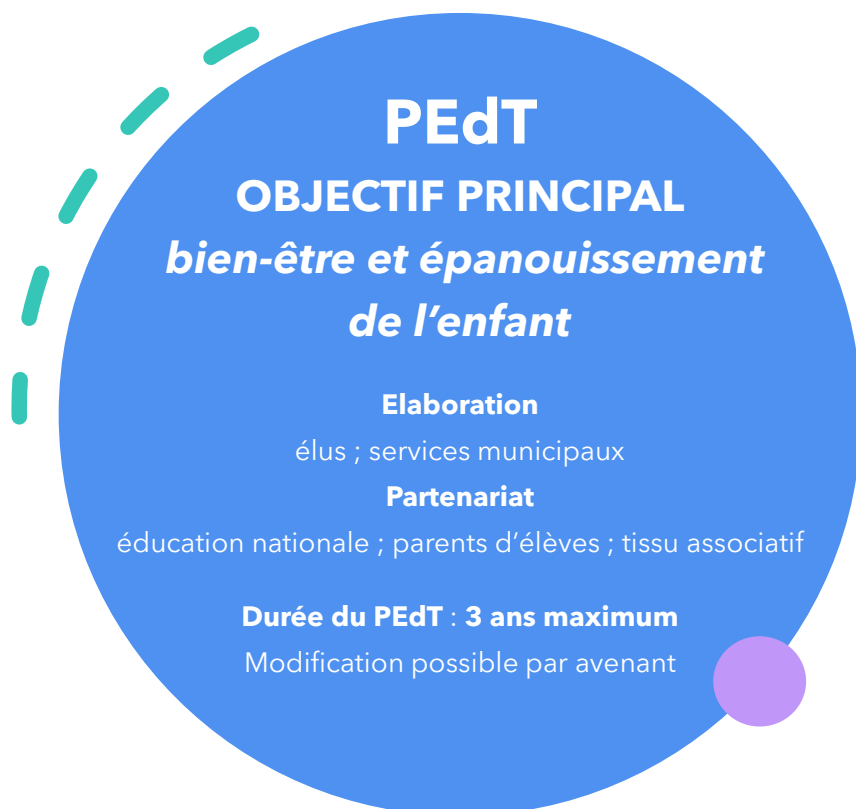 PEdT
OBJECTIF PRINCIPAL
bien-être et épanouissement
de l’enfant
Elaboration
élus ; services municipaux
Partenariat
éducation nationale ; parents d’élèves ; tissu associatif
Durée du PEdT : 3 ans maximum
Modification possible par avenant